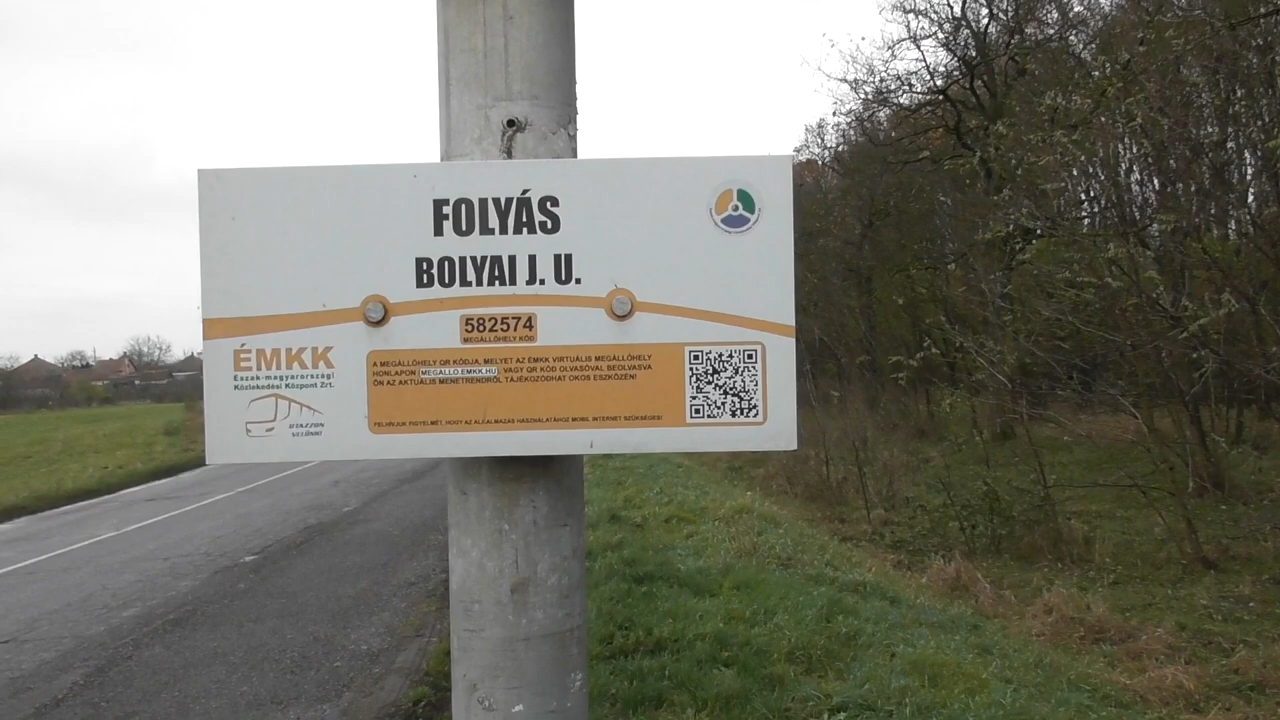 FOLYÁS
BOLYAI J. U.
582574
MEGÁLLÓHELY KÓD
ÉMKK
Észak-magyarországi
Közlekedési Központ Zrt.
UTAZZON
VELÜNK!
A MEGÁLLÓHELY QR KÓDJA, MELYET AZ ÉMKK VIRTUÁLIS MEGÁLLÓHELY
HONLAPON (MEGALLO.EMKK.HU), VAGY QR KÓD OLVASÓVAL BEOLVASVA
ÖN AZ AKTUÁLIS MENETRENDRŐL TÁJÉKOZÓDHAT OKOS ESZKÖZÉN!
FELHÍVJUK FIGYELMÉT, HOGY AZ ALKALMAZÁS HASZNÁLATÁHOZ MOBIL INTERNET SZÜKSÉGES!